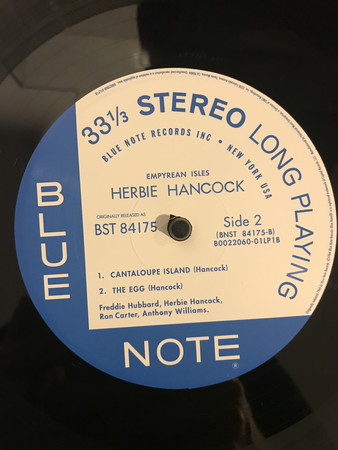 33 1/3 STEREO LONG PLAYING
BLUE NOTE RECORDS INC • NEW YORK USA
EMPYREAN ISLES
HERBIE HANCOCK
ORIGINALLY RELEASED AS
BST 84175
Side 2
(BNST 84175-B)
B0022060-01LP1B
1. CANTALOUPE ISLAND (Hancock)
2. THE EGG (Hancock)
Freddie Hubbard, Herbie Hancock,
Ron Carter, Anthony Williams.
BLUE
NOTE ®